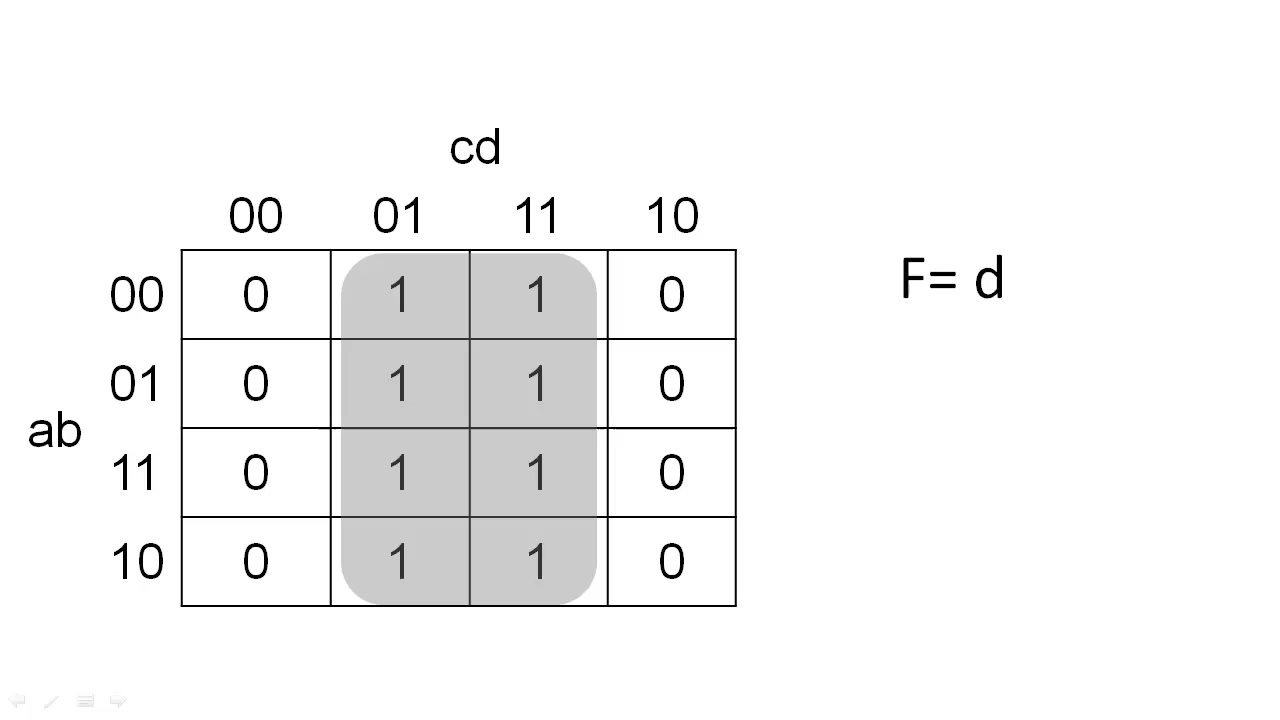 cd
00 01 11 10
00 0 1 1 0
F= d
01 0 1 1 0
ab
11 0 1 1 0
10 0 1 1 0